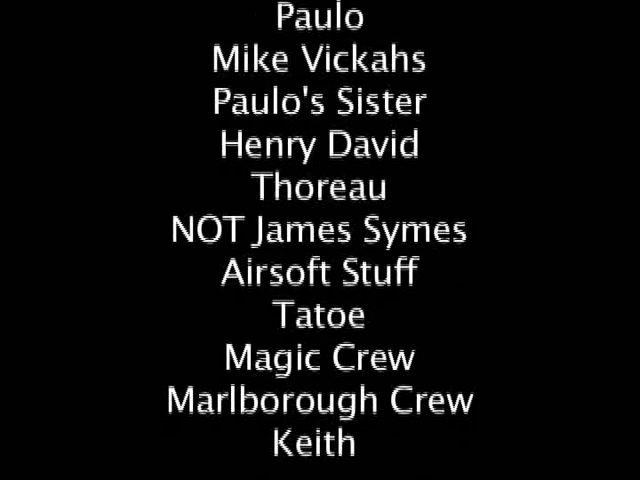 Paulo
Mike Vickahs
Paulo's Sister
Henry David
Thoreau
NOT James Symes
Airsoft Stuff
Tatoe
Magic Crew
Marlborough Crew
Keith